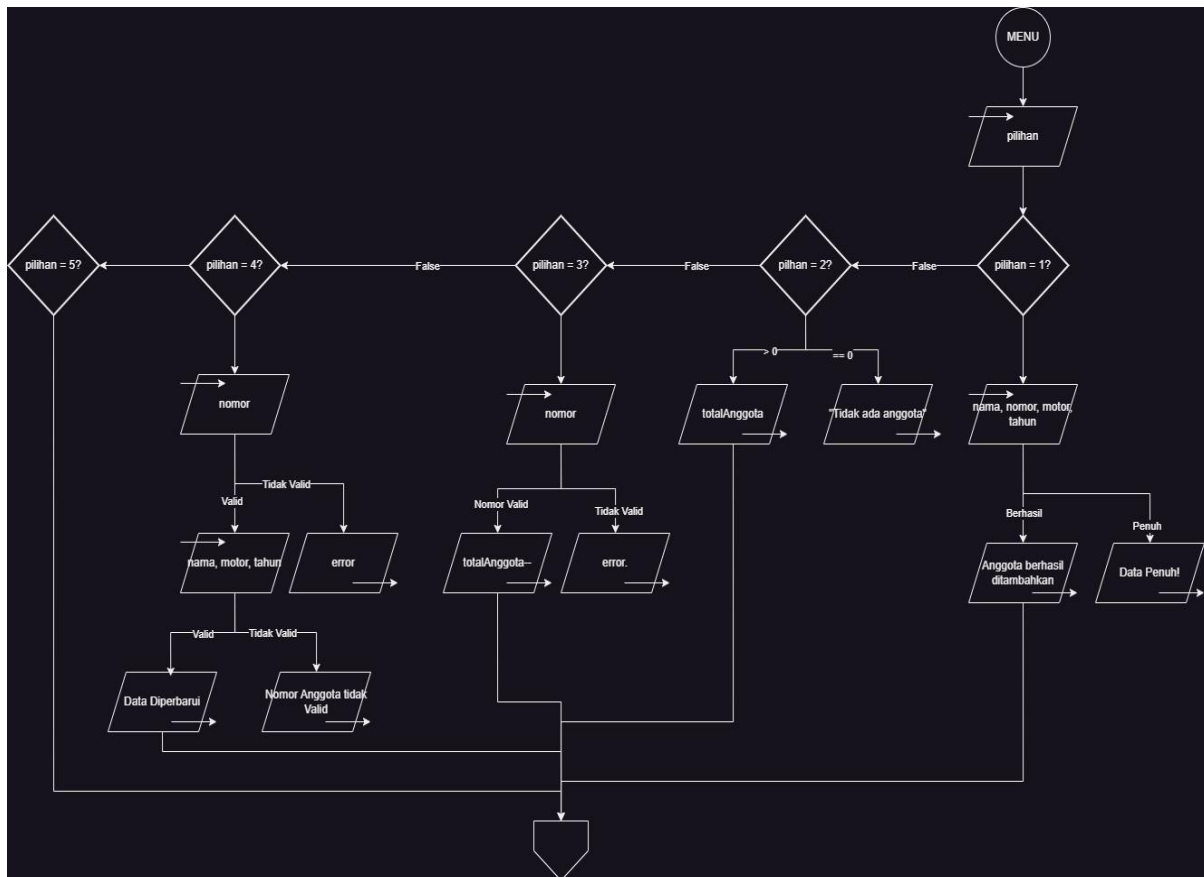 MENU
pilihan
pilihan = 5?
pilihan = 4?
False
pilihan = 3?
False
pilhan = 2?
False
pilihan = 1?
> 0
== 0
nomor
nomor
totalAnggota
"Tidak ada anggota"
nama, nomor, motor,
tahun
Tidak Valid
Valid
Nomor Valid
Tidak Valid
Berhasil
Penuh
nama, motor, tahun
error
totalAnggota--
error.
Anggota berhasil
ditambahkan
Data Penuh!
Valid
Tidak Valid
Data Diperbarui
Nomor Anggota tidak
Valid